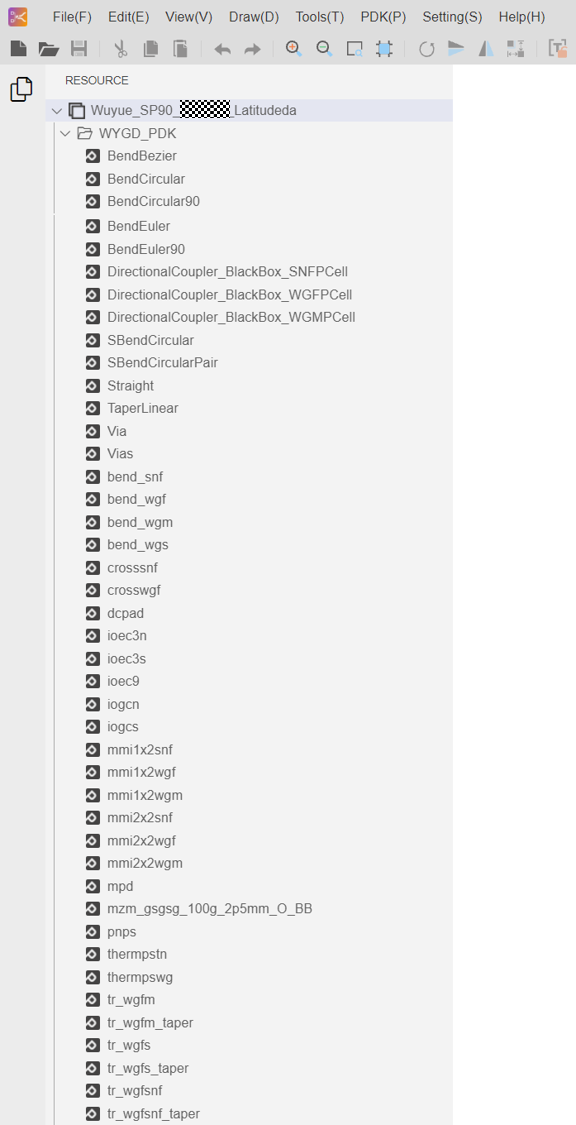 File(F) Edit(E) View(V) Draw(D) Tools(T) PDK(P) Setting(S) Help(H)
RESOURCE
Wuyue_SP90_ _Latitudeda
WYGD_PDK
BendBezier
BendCircular
BendCircular90
BendEuler
BendEuler90
DirectionalCoupler_BlackBox_SNFPCell
DirectionalCoupler_BlackBox_WGFPCell
DirectionalCoupler_BlackBox_WGMPCell
SBendCircular
SBendCircularPair
Straight
TaperLinear
Via
Vias
bend_snf
bend_wgf
bend_wgm
bend_wgs
crosssnf
crosswgf
dcpad
ioec3n
ioec3s
ioec9
iogcn
iogcs
mmi1x2snf
mmi1x2wgf
mmi1x2wgm
mmi2x2snf
mmi2x2wgf
mmi2x2wgm
mpd
mzm_gsgsg_100g_2p5mm_O_BB
pnps
thermpstn
thermpswg
tr_wgfm
tr_wgfm_taper
tr_wgfs
tr_wgfs_taper
tr_wgfsnf
tr_wgfsnf_taper